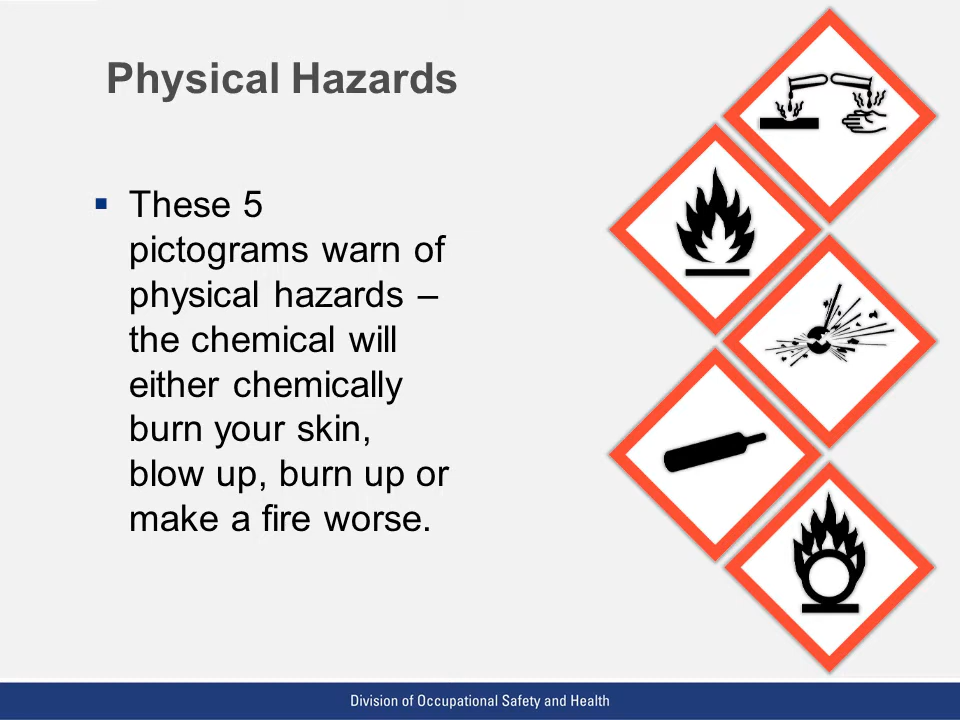 Physical Hazards
▪ These 5
pictograms warn of
physical hazards –
the chemical will
either chemically
burn your skin,
blow up, burn up or
make a fire worse.
Division of Occupational Safety and Health